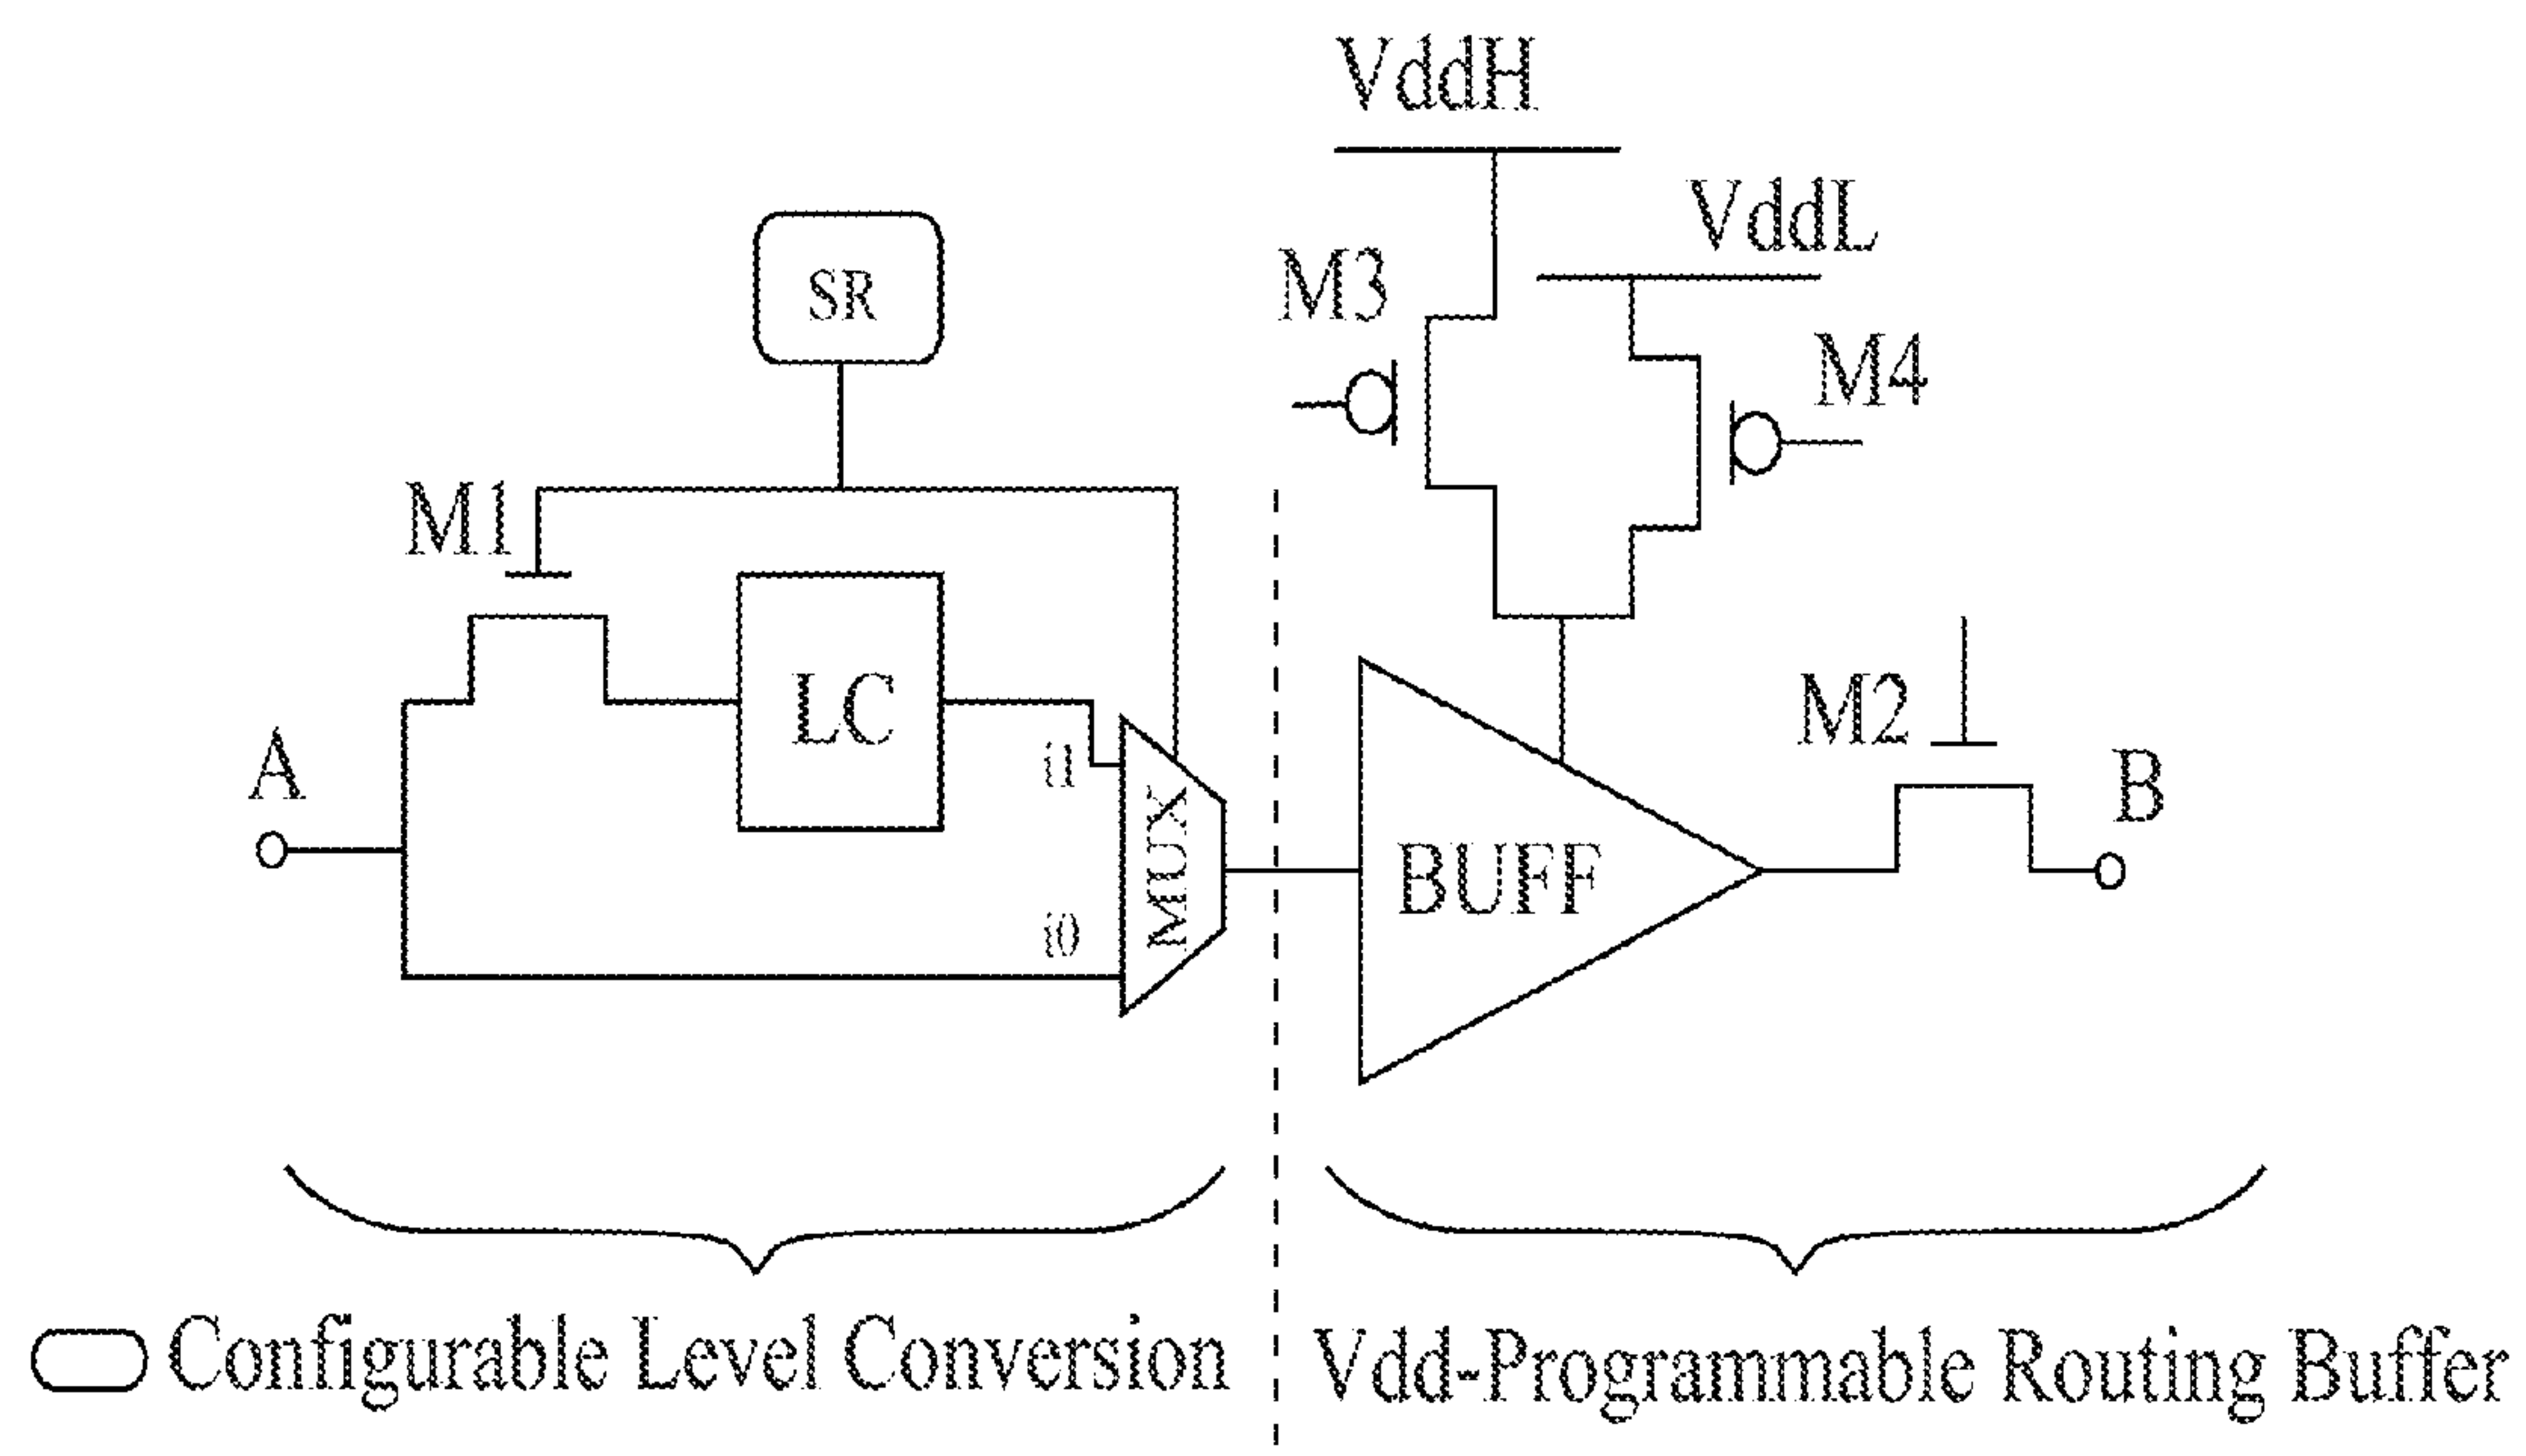 VddH
VddL
SR
M3
M4
M1
LC
M2
A
i1
B
MUX
BUFF
i0
Configurable Level Conversion
Vdd-Programmable Routing Buffer